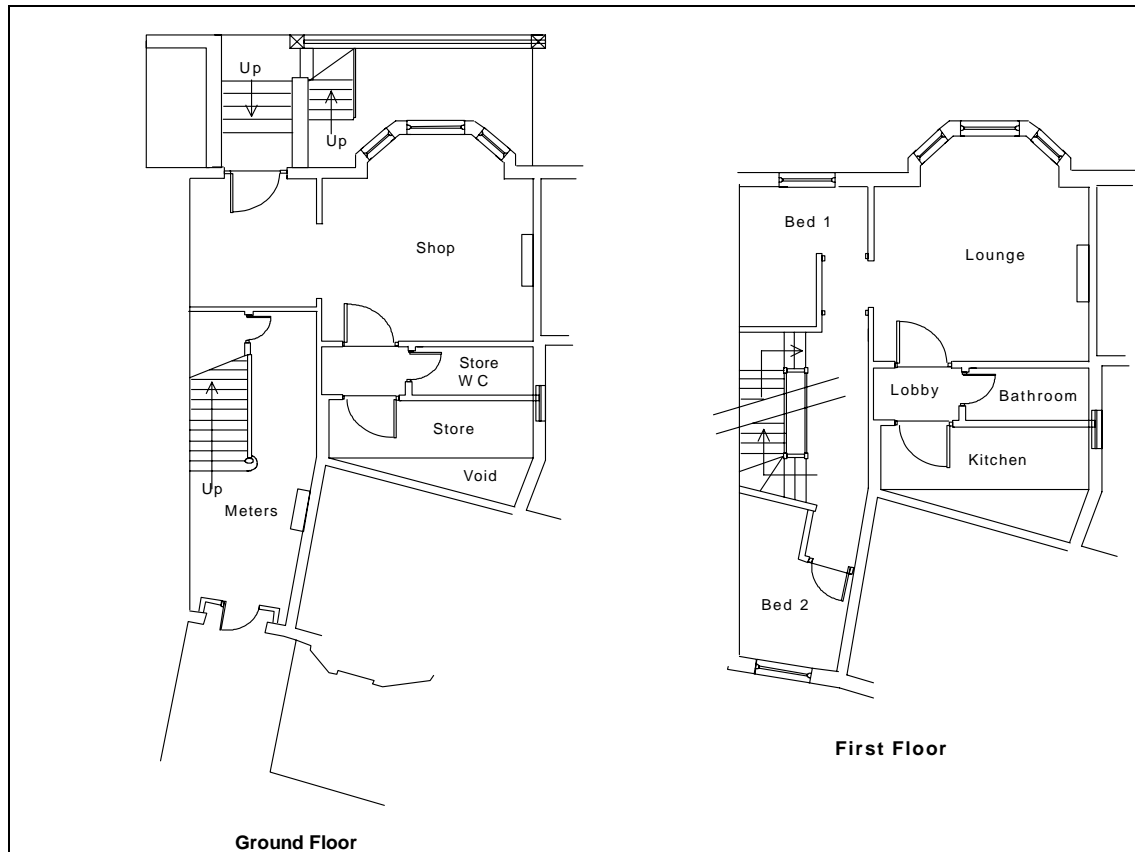 Up
Up
Shop
Store
WC
Store
Void
Up
Meters
Ground Floor
Bed 1
Lounge
Lobby
Bathroom
Kitchen
Bed 2
First Floor